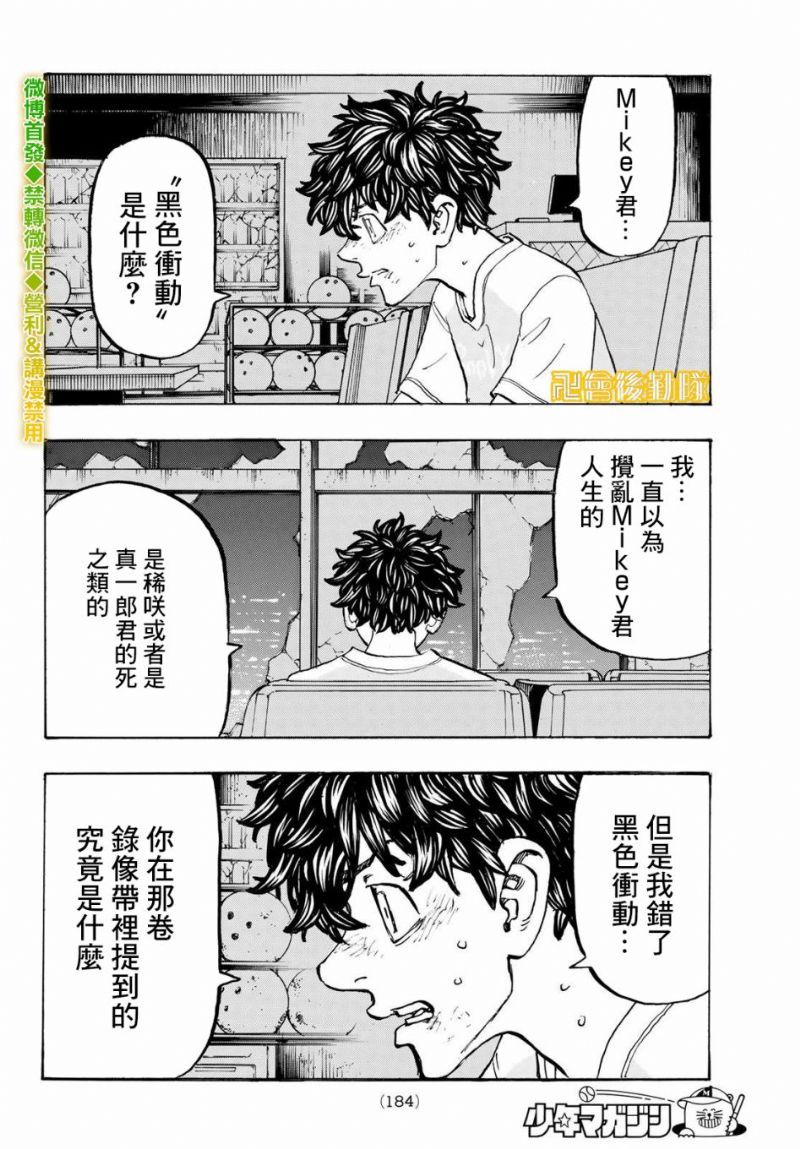 微博首發◆禁轉微信◆營利&講漫禁用
Mikey君…
"黑色衝動"
是什麼?
卍會後勤隊
我…
一直以為
攪亂Mikey君
人生的
是稀咲或者是
真一郎君的死
之類的
但是我錯了
黑色衝動…
你在那卷
錄像帶裡提到的
究竟是什麼
(184)
少年マガジン